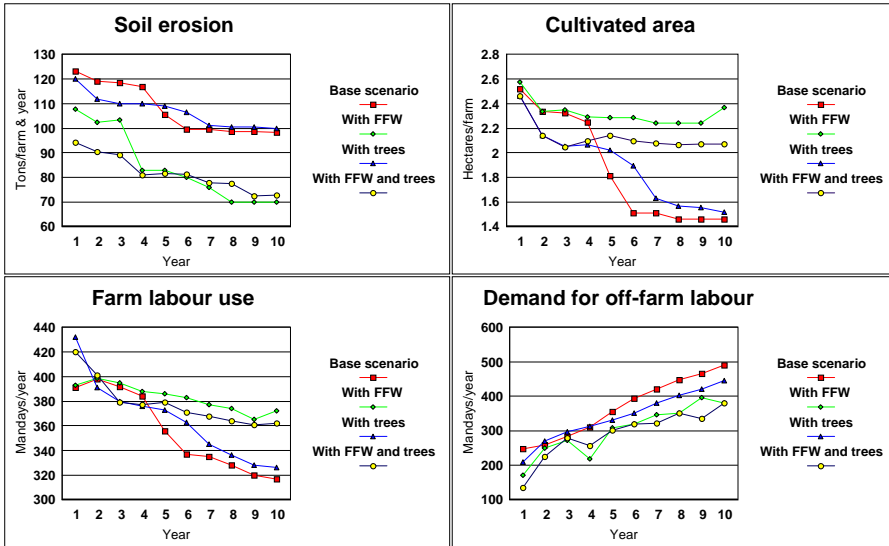 Soil erosion
130
120
110
100
90
80
70
60
Tons/farm & year
1 2 3 4 5 6 7 8 9 10
Year
Base scenario
With FFW
With trees
With FFW and trees
Cultivated area
2.8
2.6
2.4
2.2
2
1.8
1.6
1.4
Hectares/farm
1 2 3 4 5 6 7 8 9 10
Year
Base scenario
With FFW
With trees
With FFW and trees
Farm labour use
440
420
400
380
360
340
320
300
Mandays/year
1 2 3 4 5 6 7 8 9 10
Year
Base scenario
With FFW
With trees
With FFW and trees
Demand for off-farm labour
600
500
400
300
200
100
Mandays/year
1 2 3 4 5 6 7 8 9 10
Year
Base scenario
With FFW
With trees
With FFW and trees